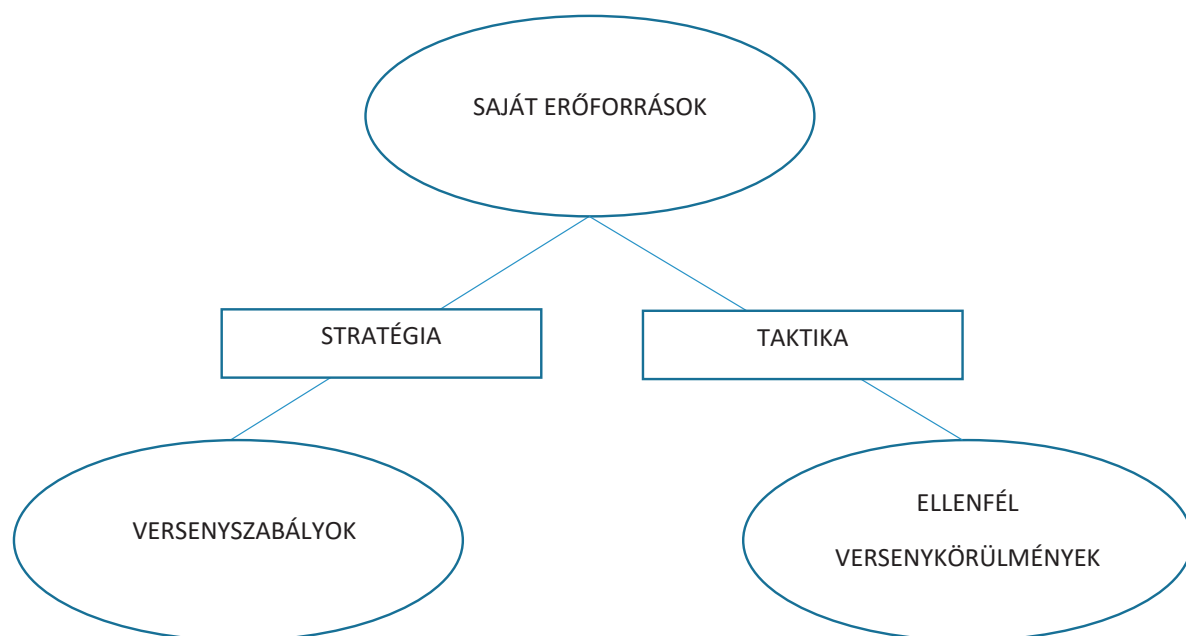 SAJÁT ERŐFORRÁSOK
STRATÉGIA
TAKTIKA
VERSENYSZABÁLYOK
ELLENFÉL
VERSENYKÖRÜLMÉNYEK